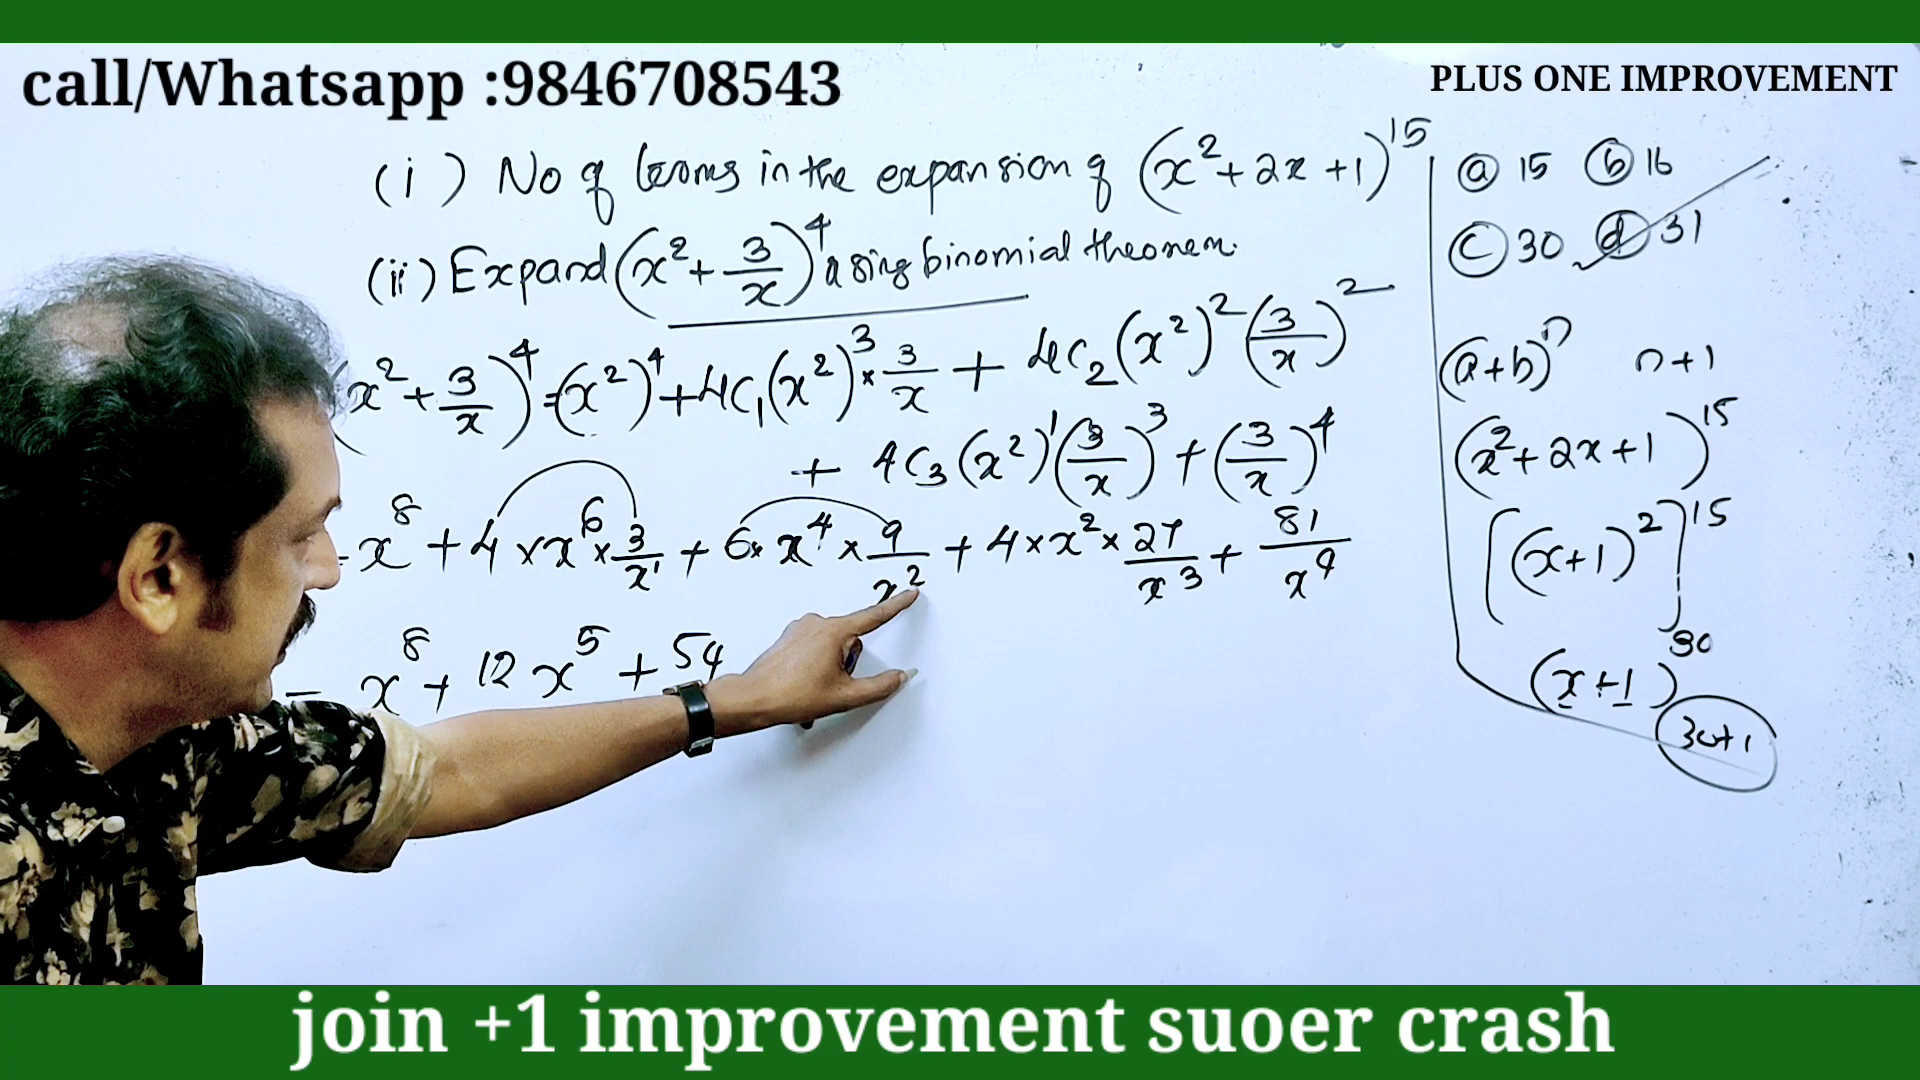 call/Whatsapp :9846708543
PLUS ONE IMPROVEMENT
(i) No of terms in the expansion of (x²+2x+1)¹⁵
(ii) Expand (x²+3/x)⁴ using binomial theorem.
(x²+3/x)⁴=(x²)⁴+4C₁(x²)³×3/x+4C₂(x²)²(3/x)²
+ 4C₃(x²)¹(3/x)³+(3/x)⁴
=x⁸+4×x⁶×3/x¹+6×x⁴×9/x²+4×x²×27/x³+81/x⁴
= x⁸+12x⁵+54
ⓐ 15 ⓑ 16
ⓒ 30 ⓓ 31
(a+b)ⁿ n+1
(x²+2x+1)¹⁵
[(x+1)²]¹⁵
(x+1)³⁰
30+1
join +1 improvement suoer crash